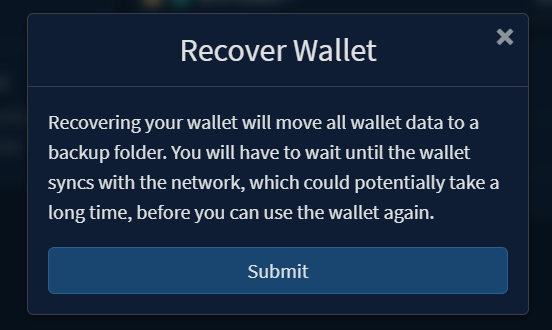 Recover Wallet
Recovering your wallet will move all wallet data to a
backup folder. You will have to wait until the wallet
syncs with the network, which could potentially take a
long time, before you can use the wallet again.
Submit